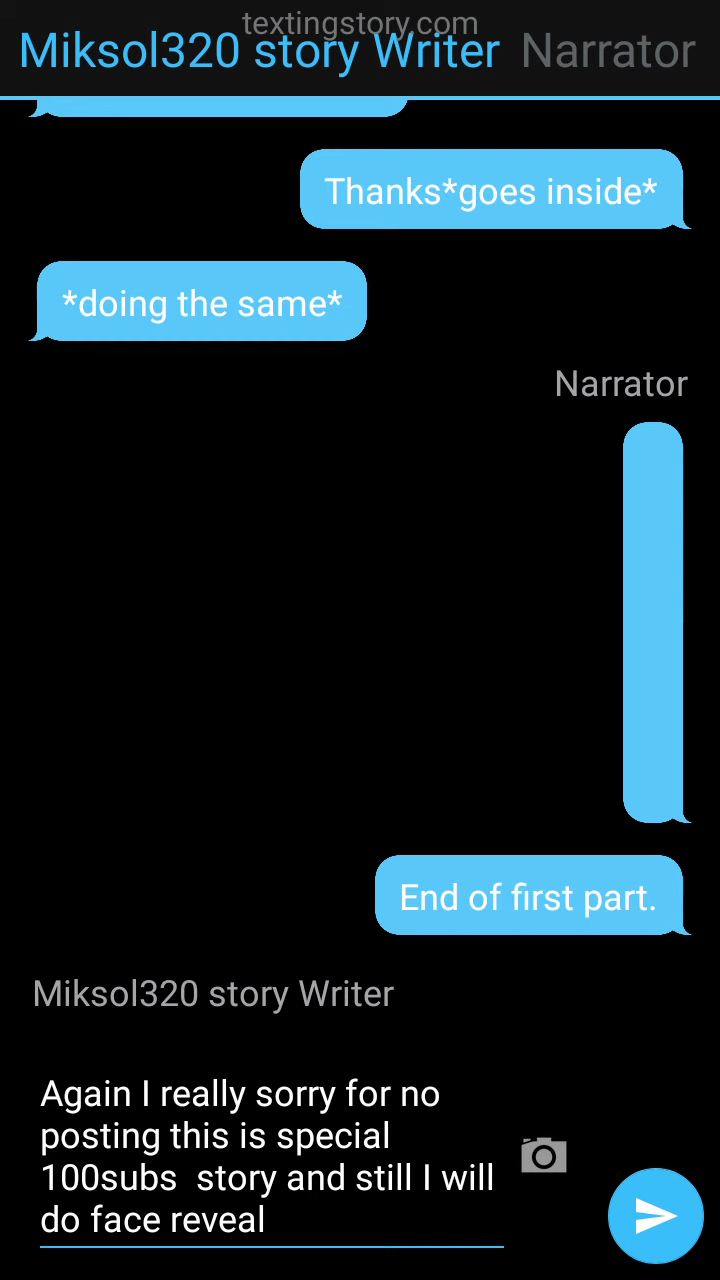 textingstory.com
Miksol320 story Writer Narrator
Thanks*goes inside*
*doing the same*
Narrator
End of first part.
Miksol320 story Writer
Again I really sorry for no
posting this is special
100subs  story and still I will
do face reveal